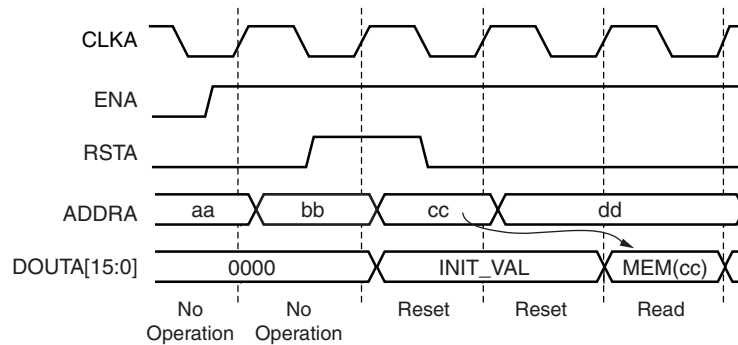 CLKA
ENA
RSTA
ADDRA aa bb cc dd
DOUTA[15:0] 0000 INIT_VAL MEM(cc)
No No Reset Reset Read
Operation Operation